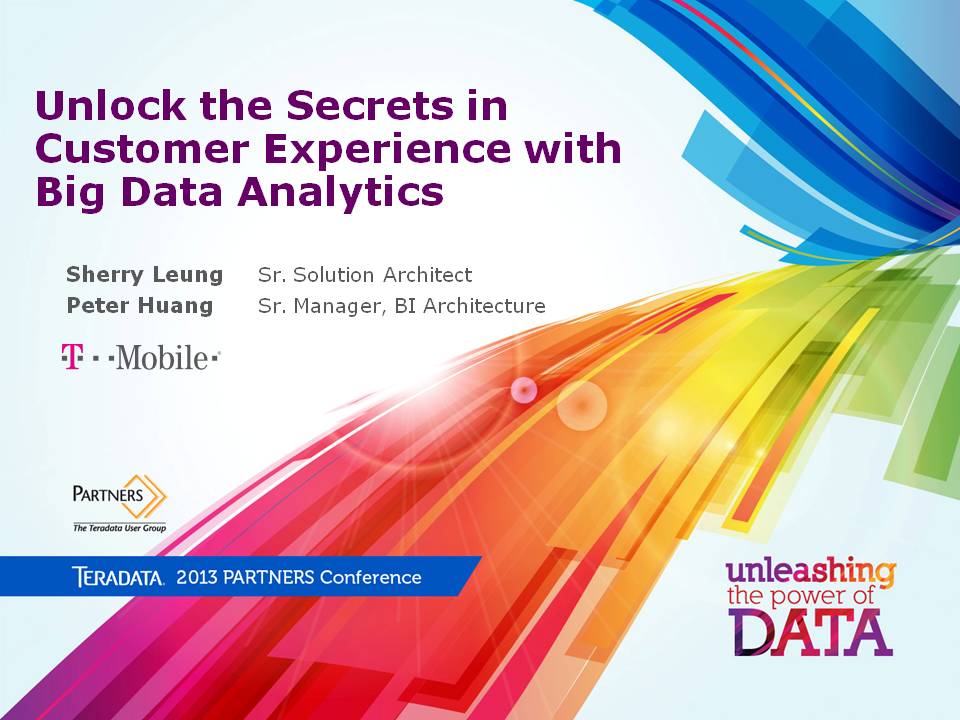 Unlock the Secrets in
Customer Experience with
Big Data Analytics
Sherry Leung Sr. Solution Architect
Peter Huang Sr. Manager, BI Architecture
T··Mobile·
PARTNERS
The Teradata User Group
TERADATA. 2013 PARTNERS Conference
unleashing
the power of
DATA